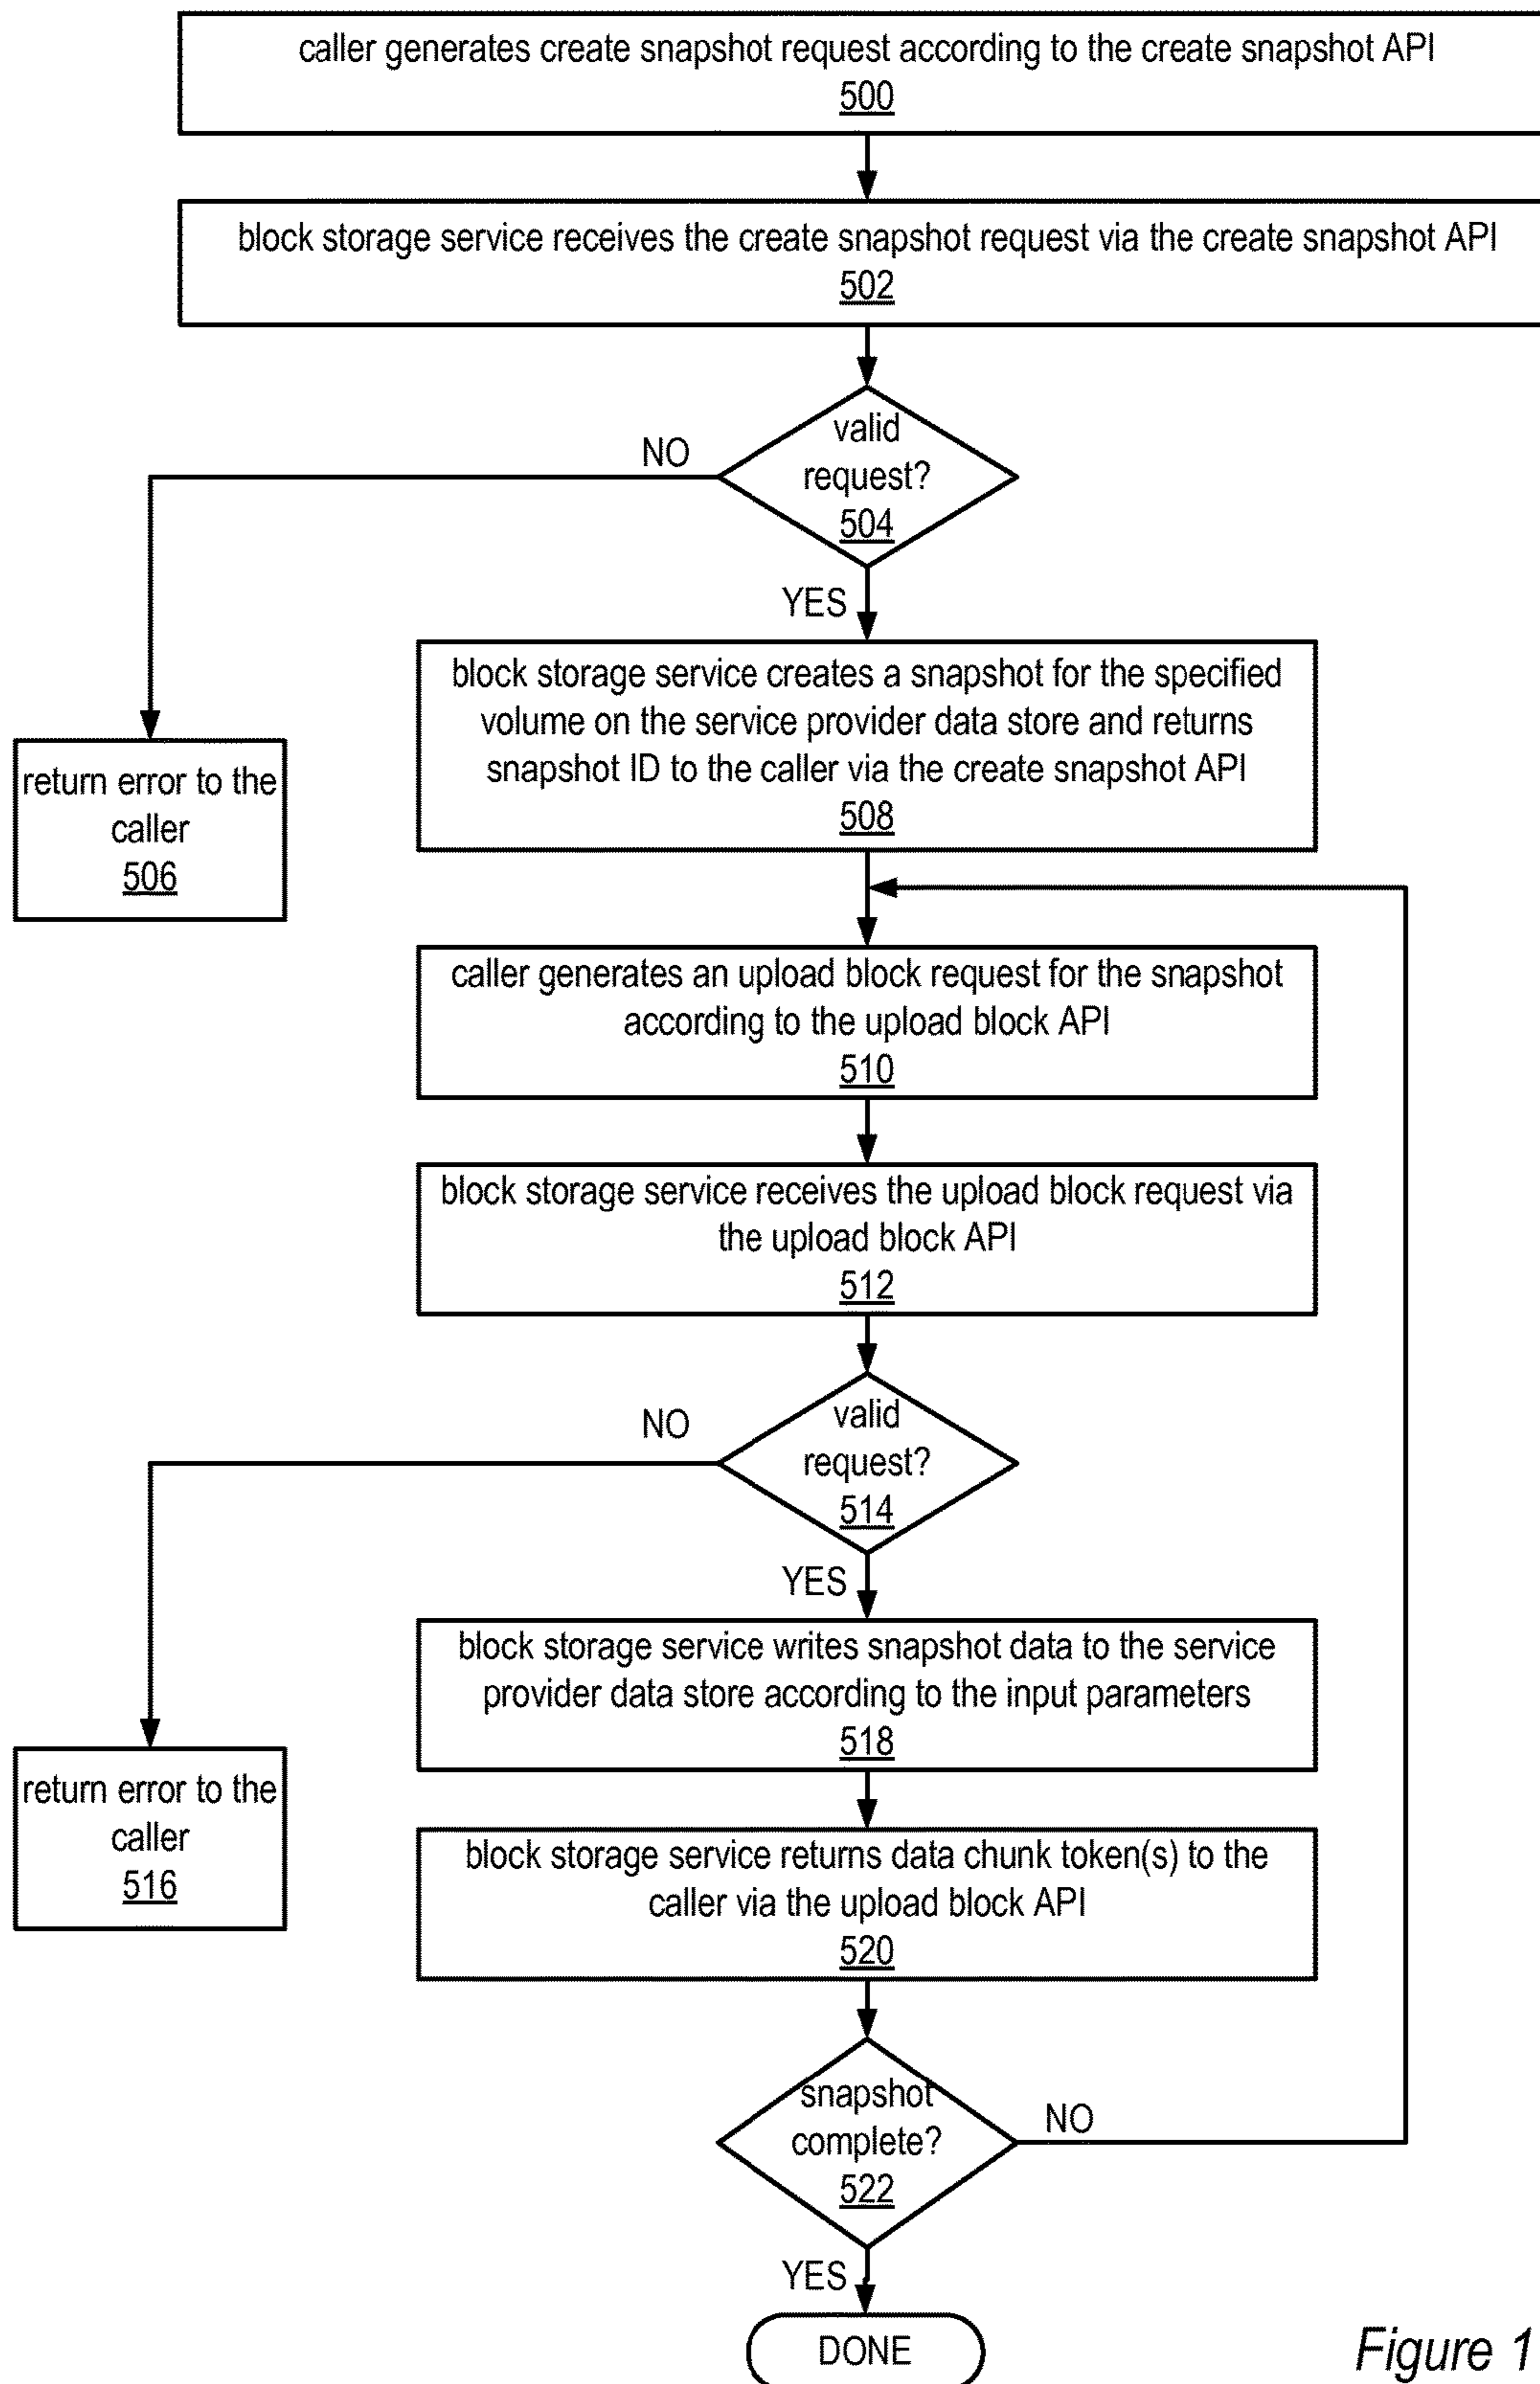 caller generates create snapshot request according to the create snapshot API
500
block storage service receives the create snapshot request via the create snapshot API
502
valid
request?
504
NO
YES
block storage service creates a snapshot for the specified
volume on the service provider data store and returns
snapshot ID to the caller via the create snapshot API
508
return error to the
caller
506
caller generates an upload block request for the snapshot
according to the upload block API
510
block storage service receives the upload block request via
the upload block API
512
valid
request?
514
NO
YES
block storage service writes snapshot data to the service
provider data store according to the input parameters
518
return error to the
caller
516
block storage service returns data chunk token(s) to the
caller via the upload block API
520
snapshot
complete?
522
NO
YES
DONE
Figure 1